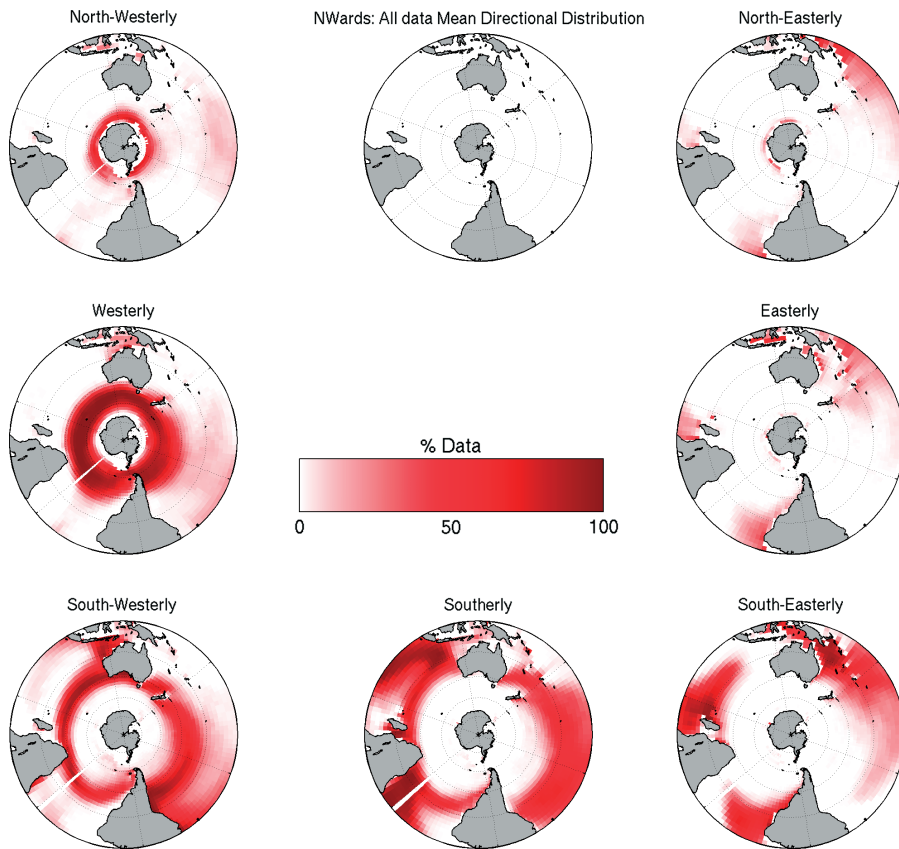 North-Westerly
NWards: All data Mean Directional Distribution
North-Easterly
Westerly
Easterly
% Data
0 50 100
South-Westerly
Southerly
South-Easterly